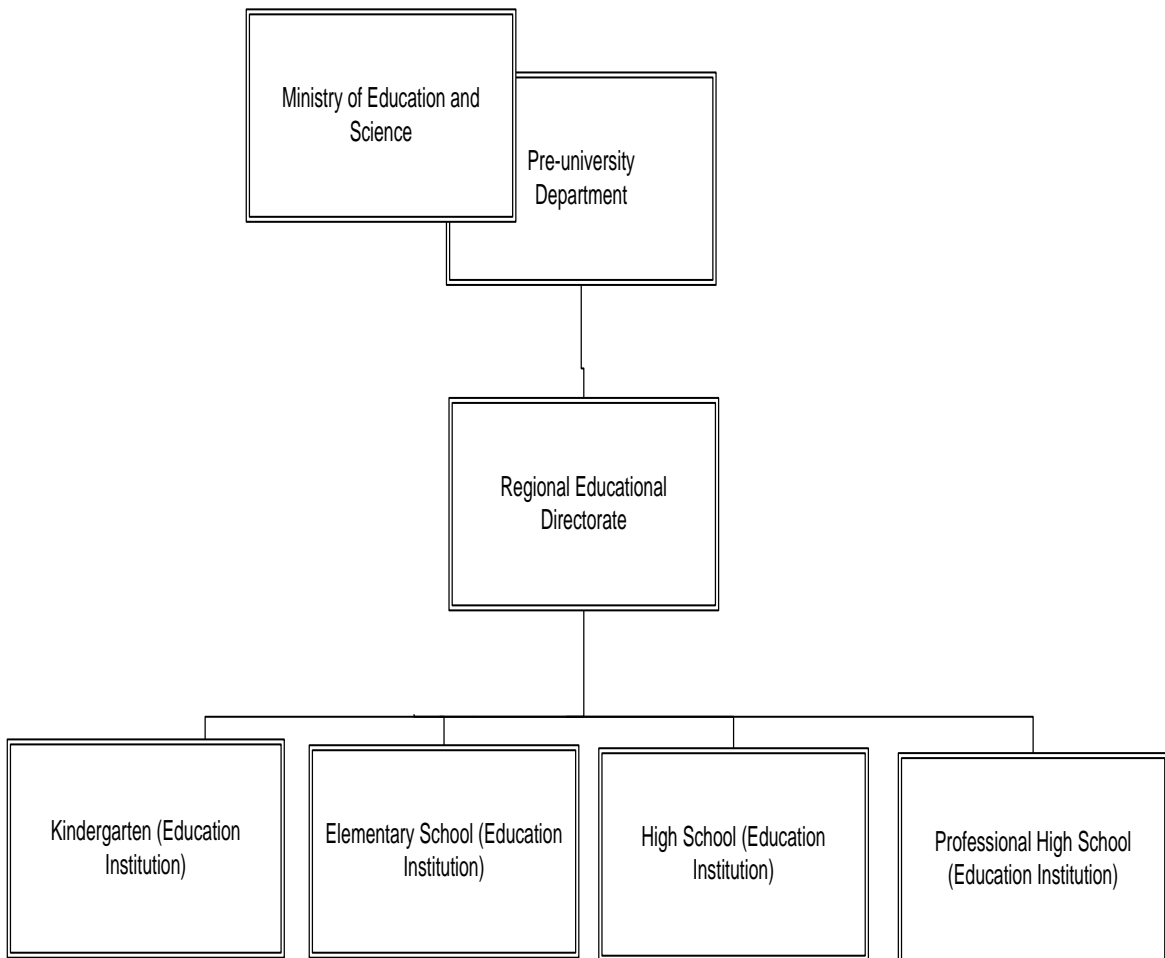 Ministry of Education and
Science
Pre-university
Department
Regional Educational
Directorate
Kindergarten (Education
Institution)
Elementary School (Education
Institution)
High School (Education
Institution)
Professional High School
(Education Institution)